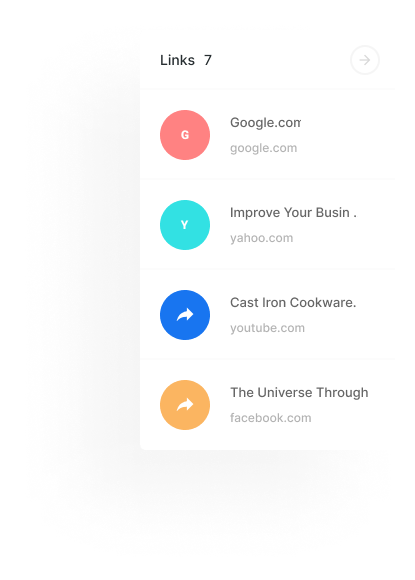 Links 7
G
Google.com
google.com
Y
Improve Your Busin .
yahoo.com
Cast Iron Cookware.
youtube.com
The Universe Through
facebook.com